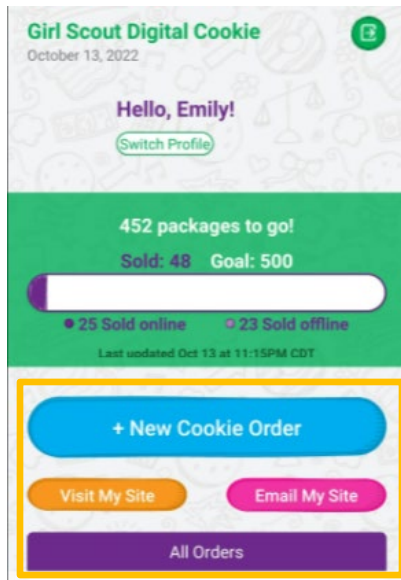 Girl Scout Digital Cookie
October 13, 2022
Hello, Emily!
Switch Profile
452 packages to go!
Sold: 48 Goal: 500
25 Sold online 23 Sold offline
Last updated Oct 13 at 11:15PM CDT
+ New Cookie Order
Visit My Site Email My Site
All Orders